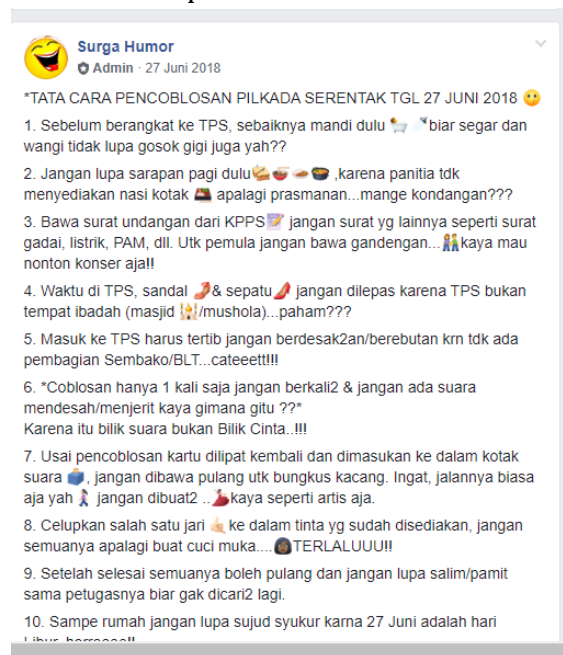 Surga Humor
Admin · 27 Juni 2018
*TATA CARA PENCOBLOSAN PILKADA SERENTAK TGL 27 JUNI 2018 😶
1. Sebelum berangkat ke TPS, sebaiknya mandi dulu 🛀🚿biar segar dan
wangi tidak lupa gosok gigi juga yah??
2. Jangan lupa sarapan pagi dulu🥪🍜🍛🍲 ,karena panitia tdk
menyediakan nasi kotak 🍱 apalagi prasmanan...mange kondangan???
3. Bawa surat undangan dari KPPS📝 jangan surat yg lainnya seperti surat
gadai, listrik, PAM, dll. Utk pemula jangan bawa gandengan...👫kaya mau
nonton konser aja!!
4. Waktu di TPS, sandal 👡& sepatu👠 jangan dilepas karena TPS bukan
tempat ibadah (masjid 🕌/mushola)...paham???
5. Masuk ke TPS harus tertib jangan berdesak2an/berebutan krn tdk ada
pembagian Sembako/BLT...cateeett!!!
6. *Coblosan hanya 1 kali saja jangan berkali2 & jangan ada suara
mendesah/menjerit kaya gimana gitu ??*
Karena itu bilik suara bukan Bilik Cinta..!!!
7. Usai pencoblosan kartu dilipat kembali dan dimasukan ke dalam kotak
suara 🗳, jangan dibawa pulang utk bungkus kacang. Ingat, jalannya biasa
aja yah 🚶‍♀️ jangan dibuat2 ..💃kaya seperti artis aja.
8. Celupkan salah satu jari 👆 ke dalam tinta yg sudah disediakan, jangan
semuanya apalagi buat cuci muka....👩🏿TERLALUUU!!
9. Setelah selesai semuanya boleh pulang dan jangan lupa salim/pamit
sama petugasnya biar gak dicari2 lagi.
10. Sampe rumah jangan lupa sujud syukur karna 27 Juni adalah hari